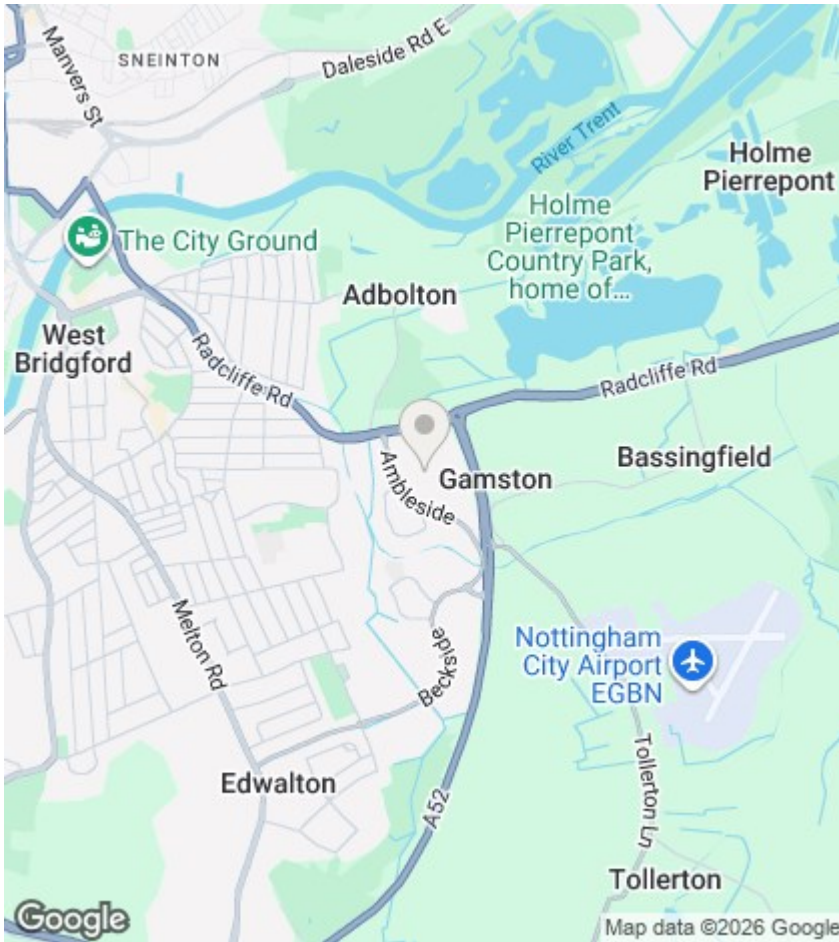 SNEINTON
Manvers St
Daleside Rd E
River Trent
Holme
Pierrepont
The City Ground
Holme
Pierrepont
Country Park,
home of...
Adbolton
West
Bridgford
Radcliffe Rd
Radcliffe Rd
Bassingfield
Gamston
Ambleside
Melton Rd
Nottingham
City Airport
EGBN
Beckside
Edwalton
A52
Tollerton Ln
Tollerton
Google
Map data ©2026 Google